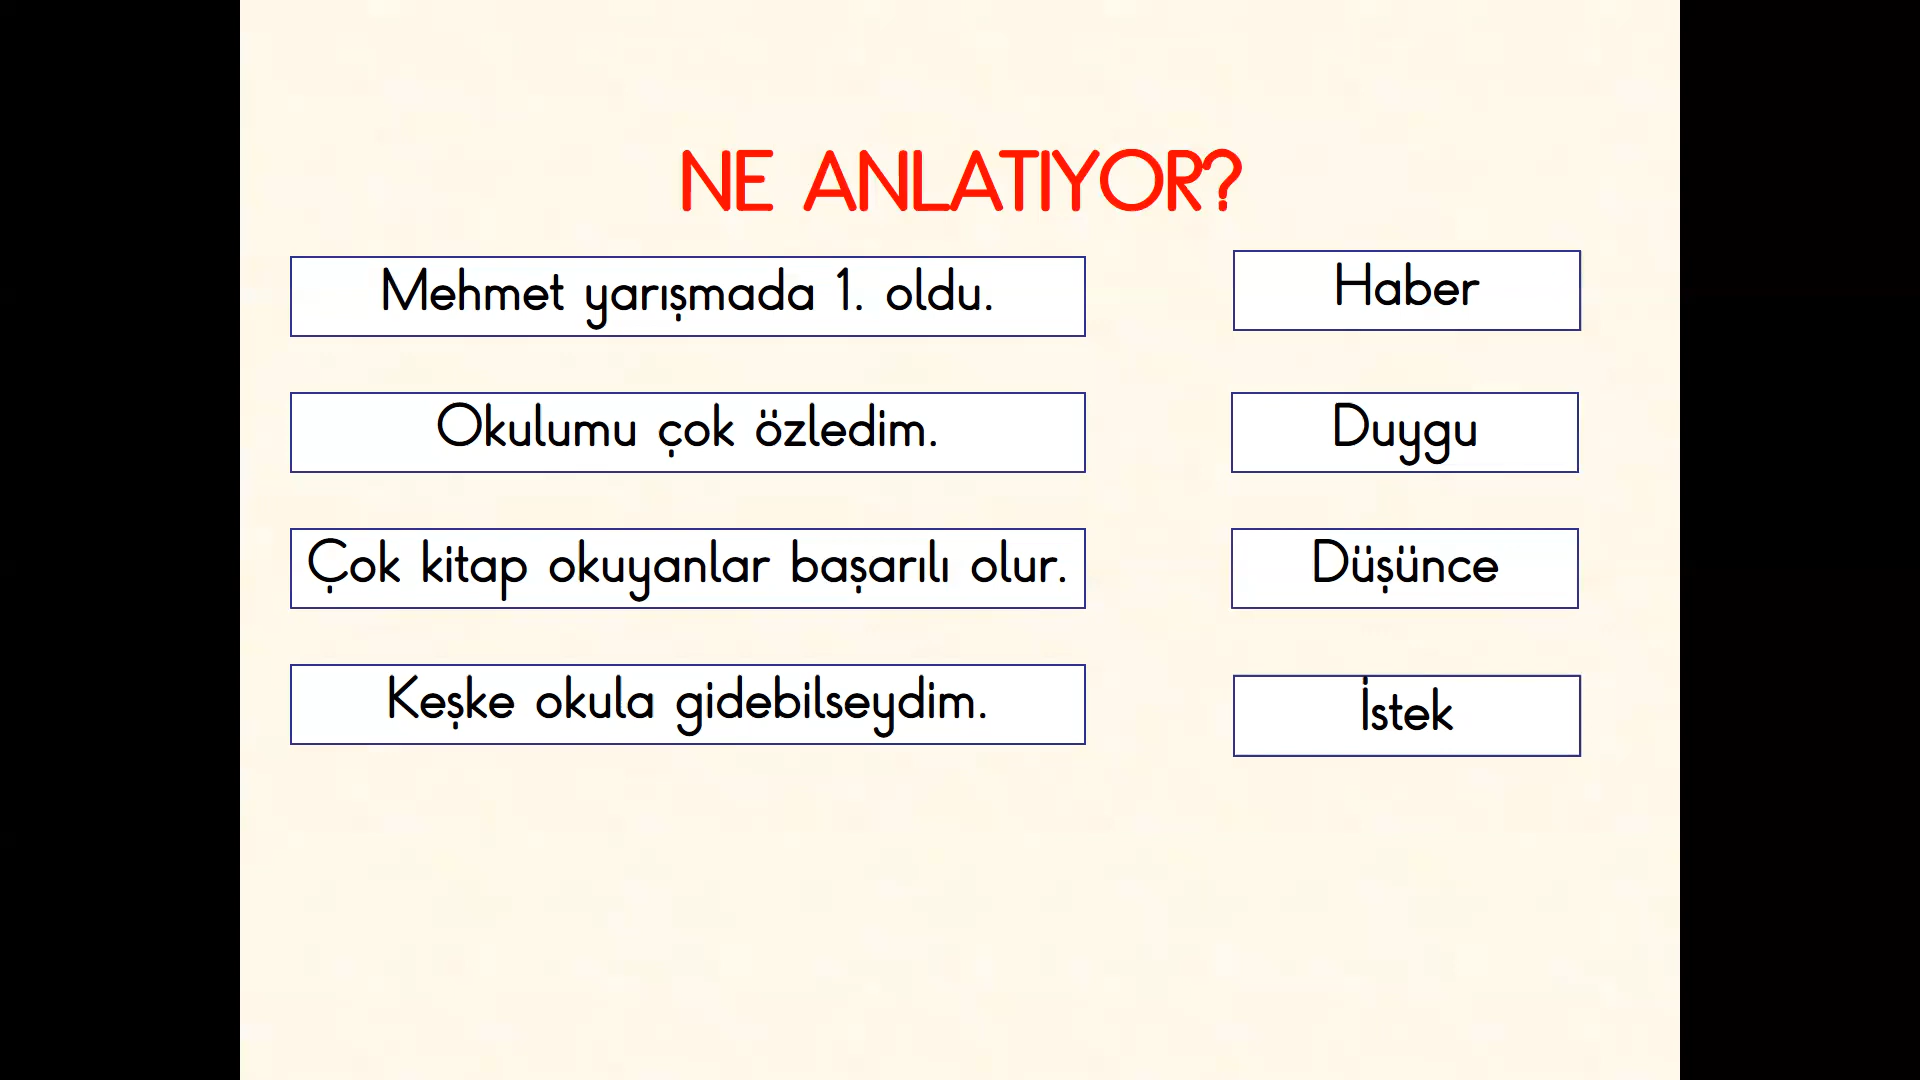 NE ANLATIYOR?
Mehmet yarışmada 1. oldu.
Haber
Okulumu çok özledim.
Duygu
Çok kitap okuyanlar başarılı olur.
Düşünce
Keşke okula gidebilseydim.
İstek